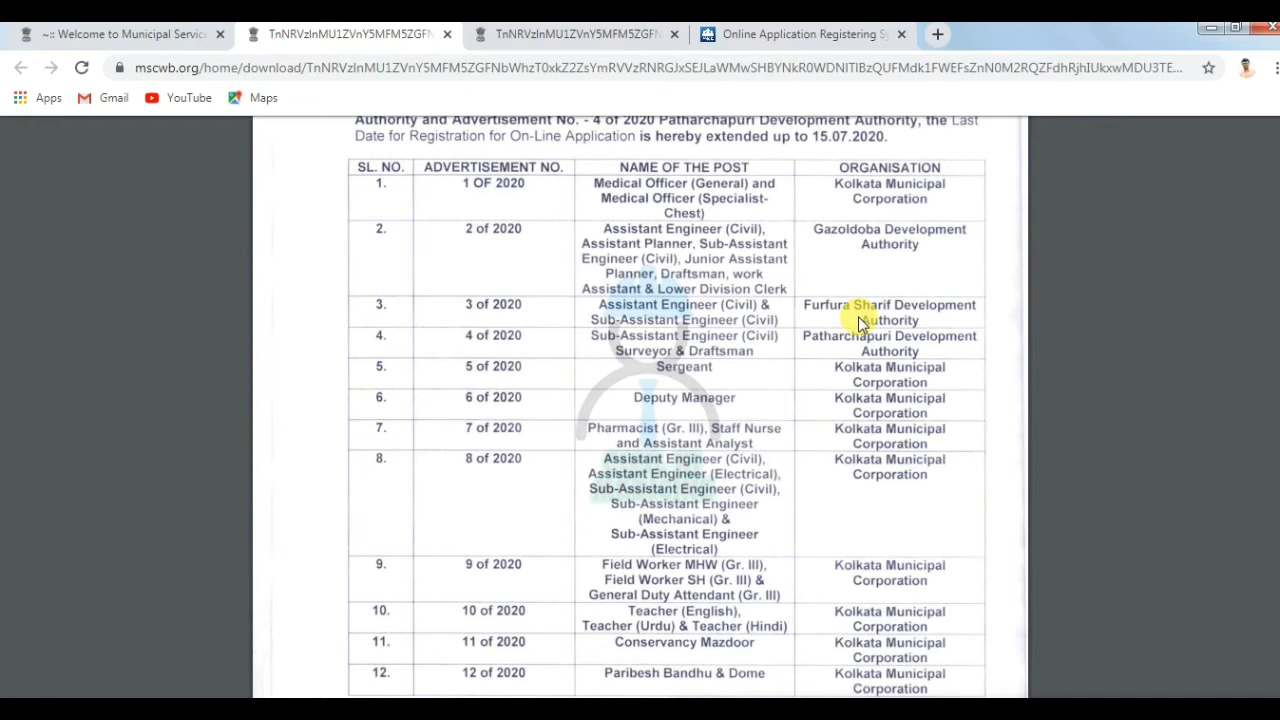 ~:: Welcome to Municipal Service
TnNRVzlnMU1ZVnY5MFM5ZGFN
TnNRVzlnMU1ZVnY5MFM5ZGFN
Online Application Registering Sy
Apps
Gmail
YouTube
Maps
Authority and Advertisement No. - 4 of 2020 Patharchapuri Development Authority, the Last
Date for Registration for On-Line Application is hereby extended up to 15.07.2020.
SL. NO. ADVERTISEMENT NO. NAME OF THE POST ORGANISATION
1. 1 OF 2020 Medical Officer (General) and Kolkata Municipal
Medical Officer (Specialist- Corporation
Chest)
2. 2 of 2020 Assistant Engineer (Civil), Gazoldoba Development
Assistant Planner, Sub-Assistant Authority
Engineer (Civil), Junior Assistant
Planner, Draftsman, work
Assistant & Lower Division Clerk
3. 3 of 2020 Assistant Engineer (Civil) & Furfura Sharif Development
Sub-Assistant Engineer (Civil) Authority
4. 4 of 2020 Sub-Assistant Engineer (Civil) Patharchapuri Development
Surveyor & Draftsman Authority
5. 5 of 2020 Sergeant Kolkata Municipal
Corporation
6. 6 of 2020 Deputy Manager Kolkata Municipal
Corporation
7. 7 of 2020 Pharmacist (Gr. III), Staff Nurse Kolkata Municipal
and Assistant Analyst Corporation
8. 8 of 2020 Assistant Engineer (Civil), Kolkata Municipal
Assistant Engineer (Electrical), Corporation
Sub-Assistant Engineer (Civil),
Sub-Assistant Engineer
(Mechanical) &
Sub-Assistant Engineer
(Electrical)
9. 9 of 2020 Field Worker MHW (Gr. III), Kolkata Municipal
Field Worker SH (Gr. III) & Corporation
General Duty Attendant (Gr. III)
10. 10 of 2020 Teacher (English), Kolkata Municipal
Teacher (Urdu) & Teacher (Hindi) Corporation
11. 11 of 2020 Conservancy Mazdoor Kolkata Municipal
Corporation
12. 12 of 2020 Paribesh Bandhu & Dome Kolkata Municipal
Corporation